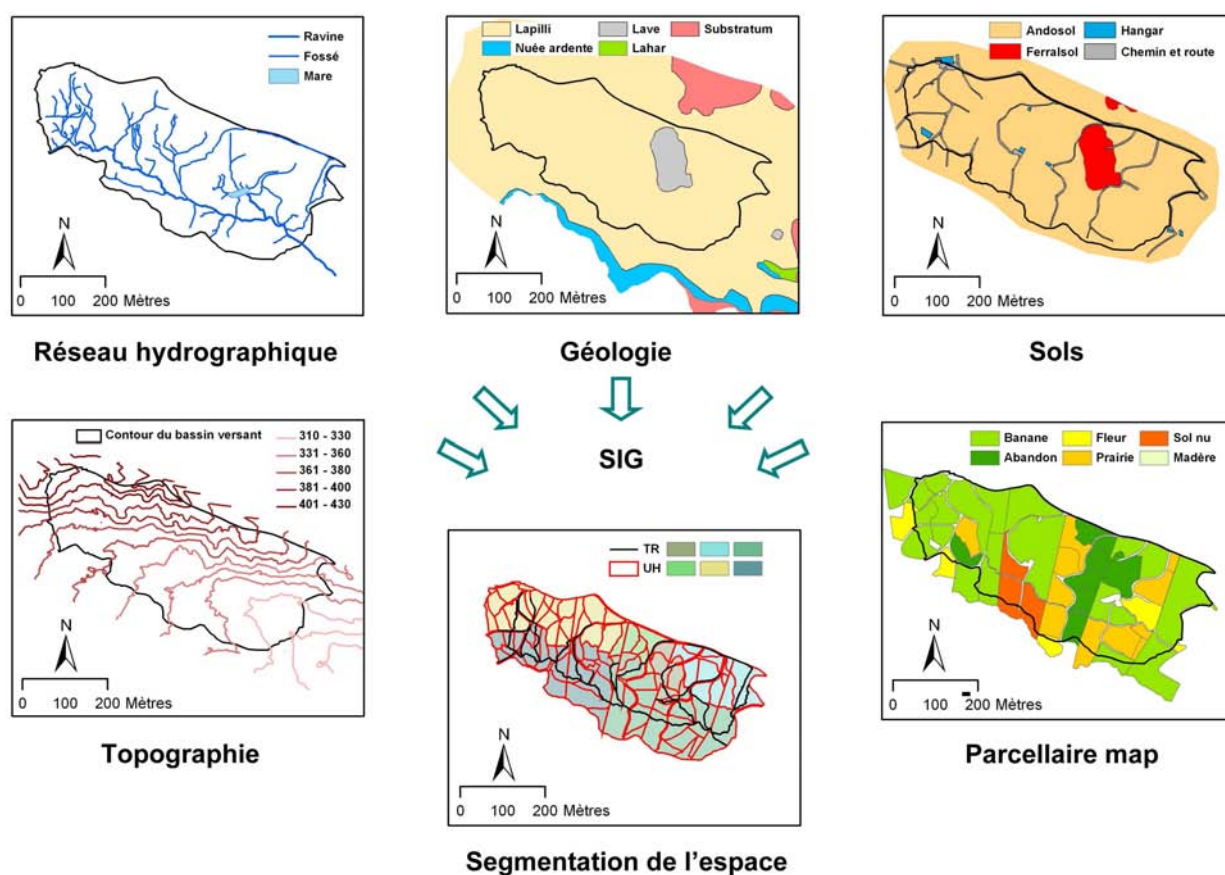 Ravine
Fossé
Mare
N
0 100 200 Mètres
Réseau hydrographique
Lapilli Lave Substratum
Nuée ardente Lahar
N
0 100 200 Mètres
Géologie
Andosol Hangar
Ferralsol Chemin et route
N
0 100 200 Mètres
Sols
SIG
Contour du bassin versant
310 - 330
331 - 360
361 - 380
381 - 400
401 - 430
N
0 100 200 Mètres
Topographie
TR
UH
N
0 100 200 Mètres
Segmentation de l'espace
Banane Fleur Sol nu
Abandon Prairie Madère
N
0 100 200 Mètres
Parcellaire map